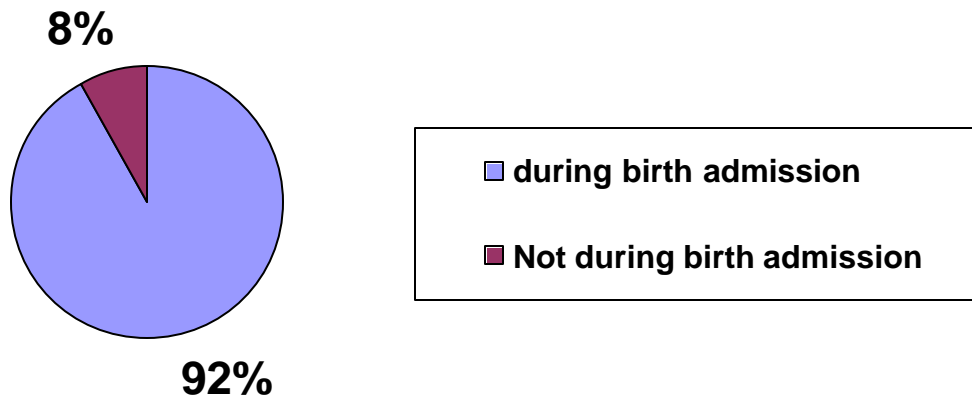 8%
during birth admission
Not during birth admission
92%